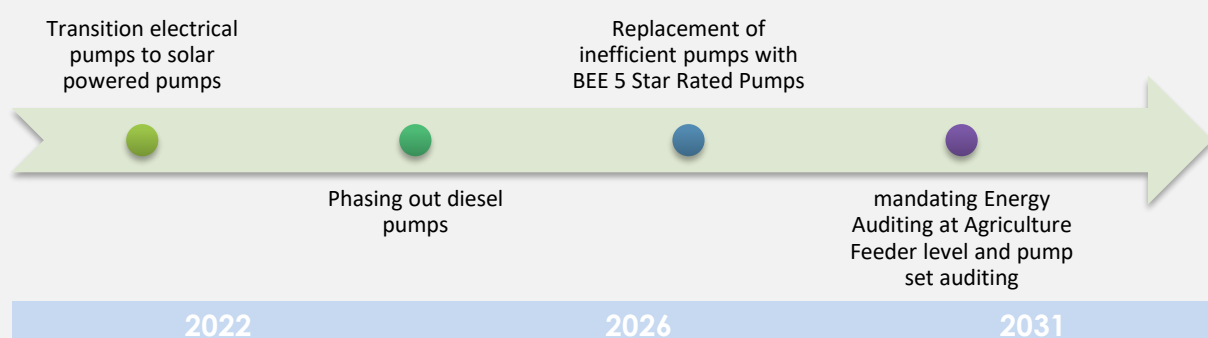 Transition electrical
pumps to solar
powered pumps
Phasing out diesel
pumps
Replacement of
inefficient pumps with
BEE 5 Star Rated Pumps
mandating Energy
Auditing at Agriculture
Feeder level and pump
set auditing
2022
2026
2031